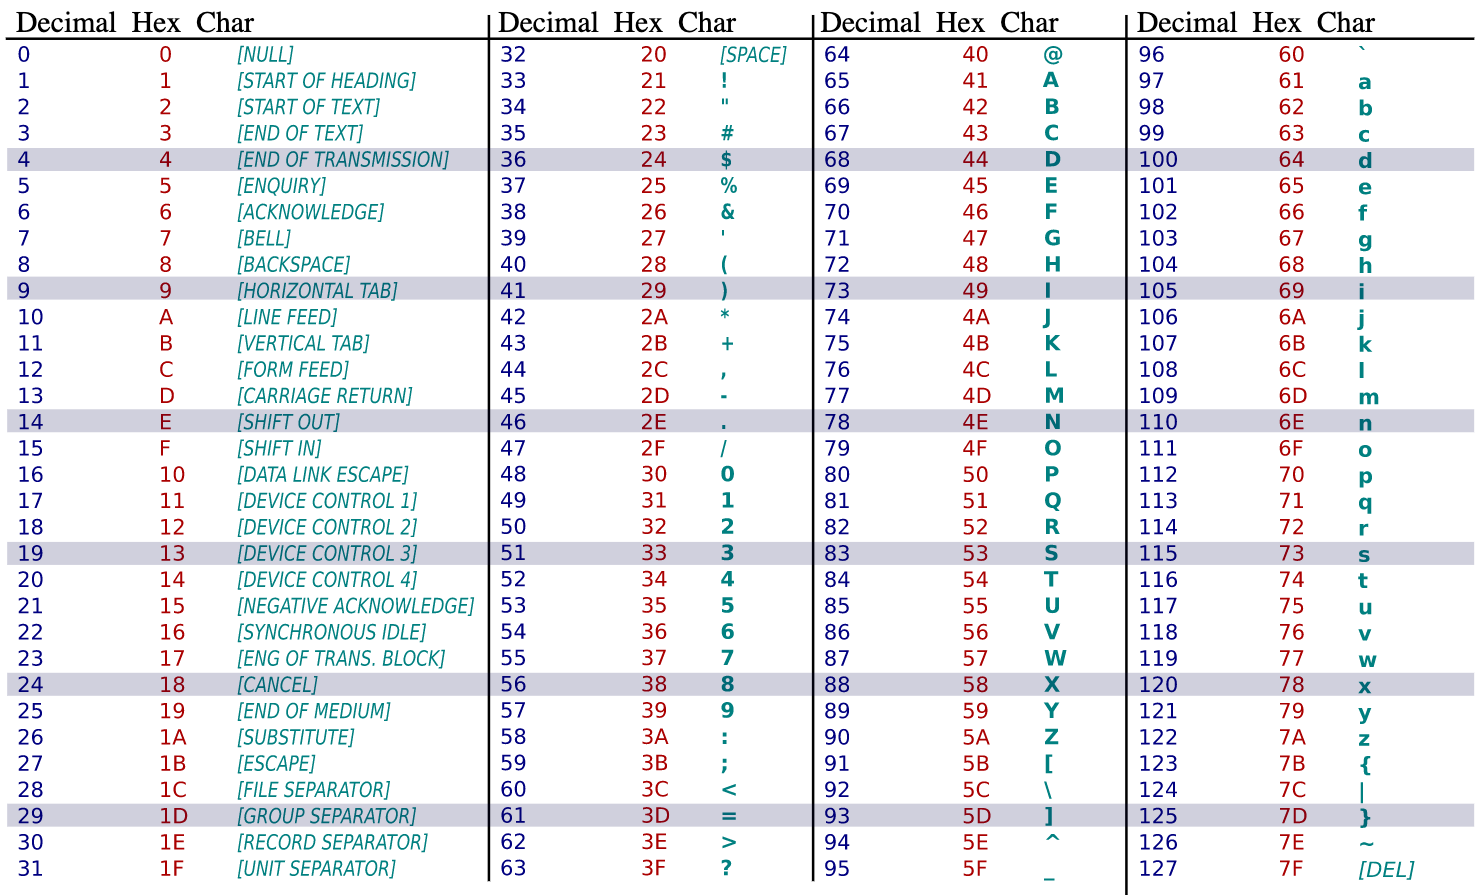 Decimal Hex Char Decimal Hex Char Decimal Hex Char Decimal Hex Char
0 0 [NULL] 32 20 [SPACE] 64 40 @ 96 60 `
1 1 [START OF HEADING] 33 21 ! 65 41 A 97 61 a
2 2 [START OF TEXT] 34 22 " 66 42 B 98 62 b
3 3 [END OF TEXT] 35 23 # 67 43 C 99 63 c
4 4 [END OF TRANSMISSION] 36 24 $ 68 44 D 100 64 d
5 5 [ENQUIRY] 37 25 % 69 45 E 101 65 e
6 6 [ACKNOWLEDGE] 38 26 & 70 46 F 102 66 f
7 7 [BELL] 39 27 ' 71 47 G 103 67 g
8 8 [BACKSPACE] 40 28 ( 72 48 H 104 68 h
9 9 [HORIZONTAL TAB] 41 29 ) 73 49 I 105 69 i
10 A [LINE FEED] 42 2A * 74 4A J 106 6A j
11 B [VERTICAL TAB] 43 2B + 75 4B K 107 6B k
12 C [FORM FEED] 44 2C , 76 4C L 108 6C l
13 D [CARRIAGE RETURN] 45 2D - 77 4D M 109 6D m
14 E [SHIFT OUT] 46 2E . 78 4E N 110 6E n
15 F [SHIFT IN] 47 2F / 79 4F O 111 6F o
16 10 [DATA LINK ESCAPE] 48 30 0 80 50 P 112 70 p
17 11 [DEVICE CONTROL 1] 49 31 1 81 51 Q 113 71 q
18 12 [DEVICE CONTROL 2] 50 32 2 82 52 R 114 72 r
19 13 [DEVICE CONTROL 3] 51 33 3 83 53 S 115 73 s
20 14 [DEVICE CONTROL 4] 52 34 4 84 54 T 116 74 t
21 15 [NEGATIVE ACKNOWLEDGE] 53 35 5 85 55 U 117 75 u
22 16 [SYNCHRONOUS IDLE] 54 36 6 86 56 V 118 76 v
23 17 [ENG OF TRANS. BLOCK] 55 37 7 87 57 W 119 77 w
24 18 [CANCEL] 56 38 8 88 58 X 120 78 x
25 19 [END OF MEDIUM] 57 39 9 89 59 Y 121 79 y
26 1A [SUBSTITUTE] 58 3A : 90 5A Z 122 7A z
27 1B [ESCAPE] 59 3B ; 91 5B [ 123 7B {
28 1C [FILE SEPARATOR] 60 3C < 92 5C \ 124 7C |
29 1D [GROUP SEPARATOR] 61 3D = 93 5D ] 125 7D }
30 1E [RECORD SEPARATOR] 62 3E > 94 5E ^ 126 7E ~
31 1F [UNIT SEPARATOR] 63 3F ? 95 5F _ 127 7F [DEL]